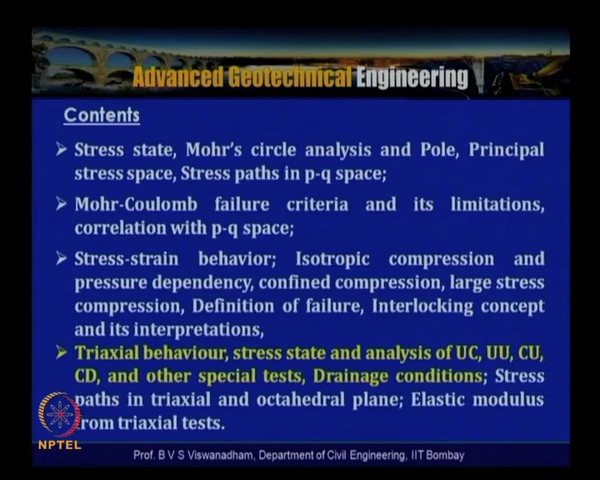 Advanced Geotechnical Engineering
Contents
➢ Stress state, Mohr's circle analysis and Pole, Principal
stress space, Stress paths in p-q space;
➢ Mohr-Coulomb failure criteria and its limitations,
correlation with p-q space;
➢ Stress-strain behavior; Isotropic compression and
pressure dependency, confined compression, large stress
compression, Definition of failure, Interlocking concept
and its interpretations,
➢ Triaxial behaviour, stress state and analysis of UC, UU, CU,
CD, and other special tests, Drainage conditions; Stress
paths in triaxial and octahedral plane; Elastic modulus
from triaxial tests.
NPTEL
Prof. B V S Viswanadham, Department of Civil Engineering, IIT Bombay